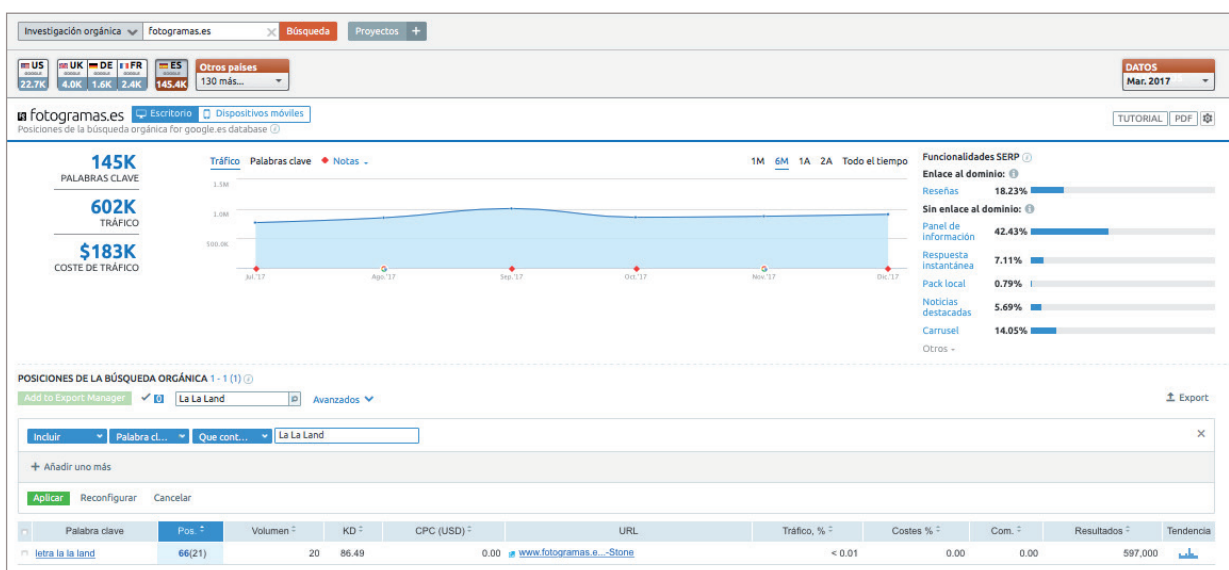 Investigación orgánica fotogramas.es Búsqueda Proyectos +
US UK DE FR ES Otros países
22.7K 4.0K 1.6K 2.4K 145.4K 130 más...
DATOS
Mar. 2017
fotogramas.es Escritorio Dispositivos móviles
Posiciones de la búsqueda orgánica for google.es database
TUTORIAL PDF
145K
PALABRAS CLAVE
602K
TRÁFICO
$183K
COSTE DE TRÁFICO
Tráfico Palabras clave Notas
1M 6M 1A 2A Todo el tiempo
1.5M
1.0M
500.0K
Jul.'17 Ago.'17 Sep.'17 Oct.'17 Nov.'17 Dic.'17
Funcionalidades SERP
Enlace al dominio:
Reseñas 18.23%
Sin enlace al dominio:
Panel de información 42.43%
Respuesta instantánea 7.11%
Pack local 0.79%
Noticias destacadas 5.69%
Carrusel 14.05%
Otros
POSICIONES DE LA BÚSQUEDA ORGÁNICA 1 - 1 (1)
Add to Export Manager 0 La La Land Avanzados
Export
Incluir Palabra cl... Que cont... La La Land
+ Añadir uno más
Aplicar Reconfigurar Cancelar
Palabra clave Pos. Volumen KD CPC (USD) URL Tráfico, % Costes % Com. Resultados Tendencia
letra la la land 66(21) 20 86.49 0.00 www.fotogramas.e...-Stone < 0.01 0.00 0.00 597,000